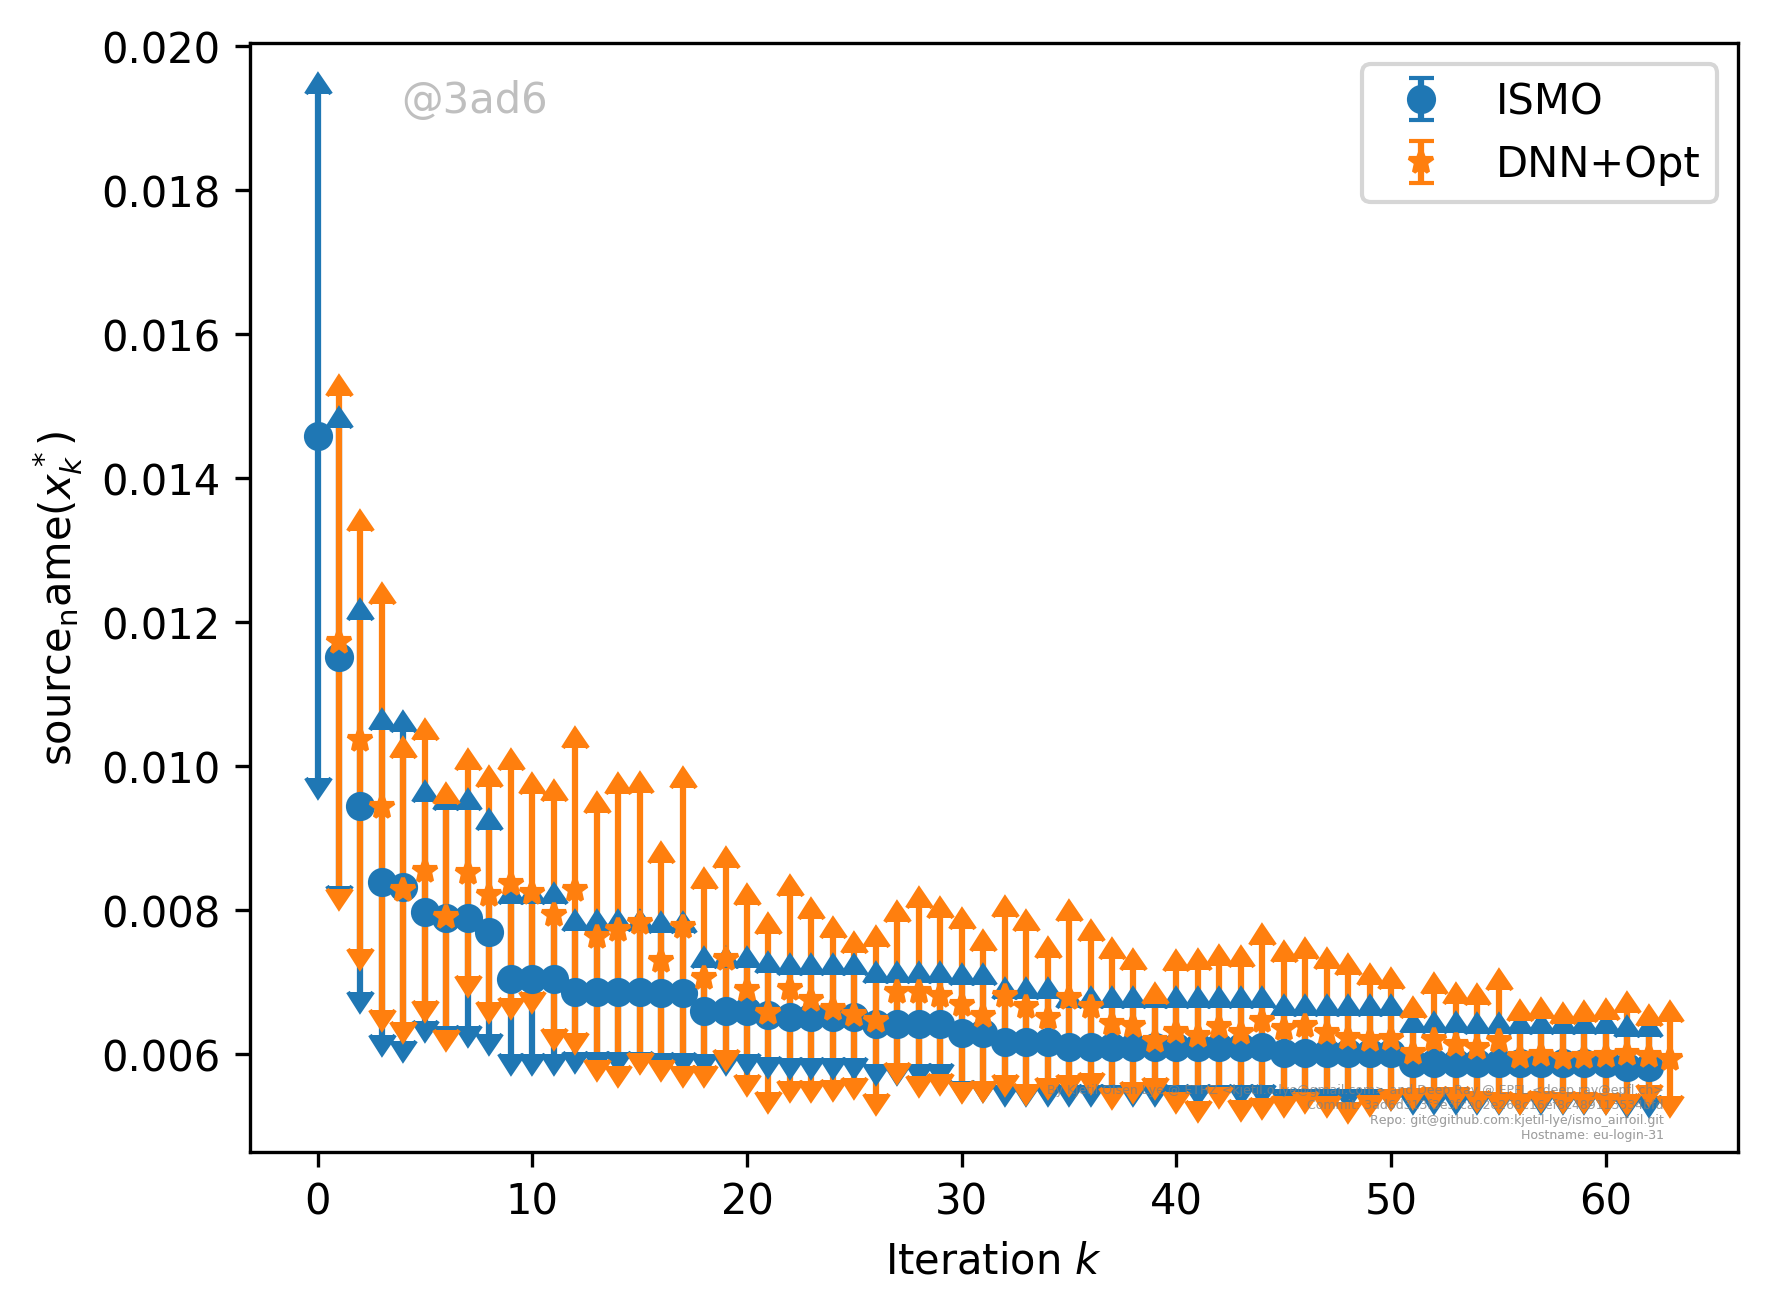 0.020
0.018
0.016
0.014
0.012
0.010
0.008
0.006
0 10 20 30 40 50 60
Iteration k
sourceₙame(x*ₖ)
@3ad6
ISMO
DNN+Opt
Repo: git@github.com:kjetil-lye/ismo_airfoil.git
Hostname: eu-login-31